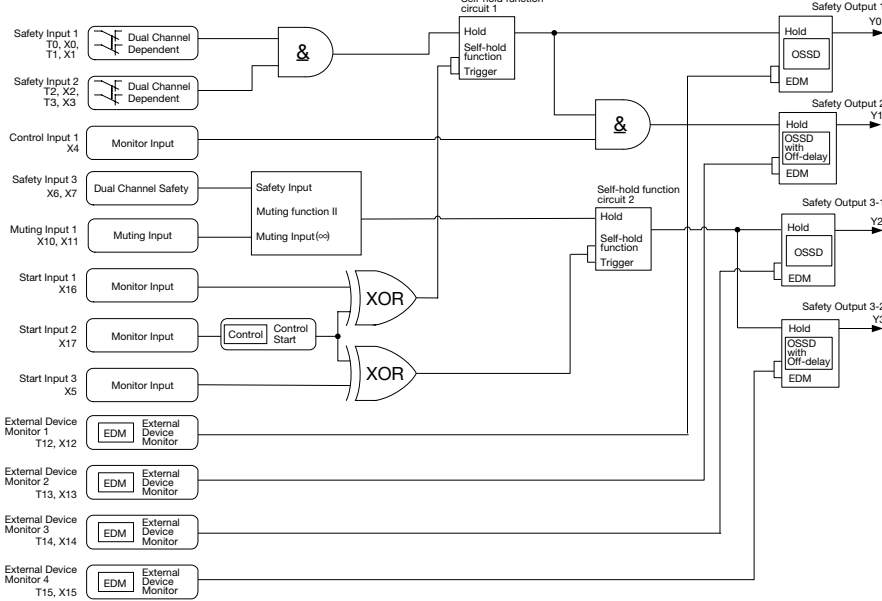 Self-hold function
circuit 1
Safety Output 1
Y0
Safety Input 1
T0, X0,
T1, X1
Dual Channel
Dependent
&
Hold
Self-hold
function
Trigger
Hold
OSSD
EDM
Safety Input 2
T2, X2,
T3, X3
Dual Channel
Dependent
Safety Output 2
Y1
Control Input 1
X4
Monitor Input
&
Hold
OSSD
with
Off-delay
EDM
Safety Input 3
X6, X7
Dual Channel Safety
Safety Input
Muting function II
Muting Input(∞)
Self-hold function
circuit 2
Hold
Self-hold
function
Trigger
Safety Output 3-1
Y2
Hold
OSSD
EDM
Muting Input 1
X10, X11
Muting Input
Start Input 1
X16
Monitor Input
XOR
Start Input 2
X17
Monitor Input
Control
Control
Start
Safety Output 3-2
Y3
Hold
OSSD
with
Off-delay
EDM
Start Input 3
X5
Monitor Input
XOR
External Device
Monitor 1
T12, X12
EDM
External
Device
Monitor
External Device
Monitor 2
T13, X13
EDM
External
Device
Monitor
External Device
Monitor 3
T14, X14
EDM
External
Device
Monitor
External Device
Monitor 4
T15, X15
EDM
External
Device
Monitor